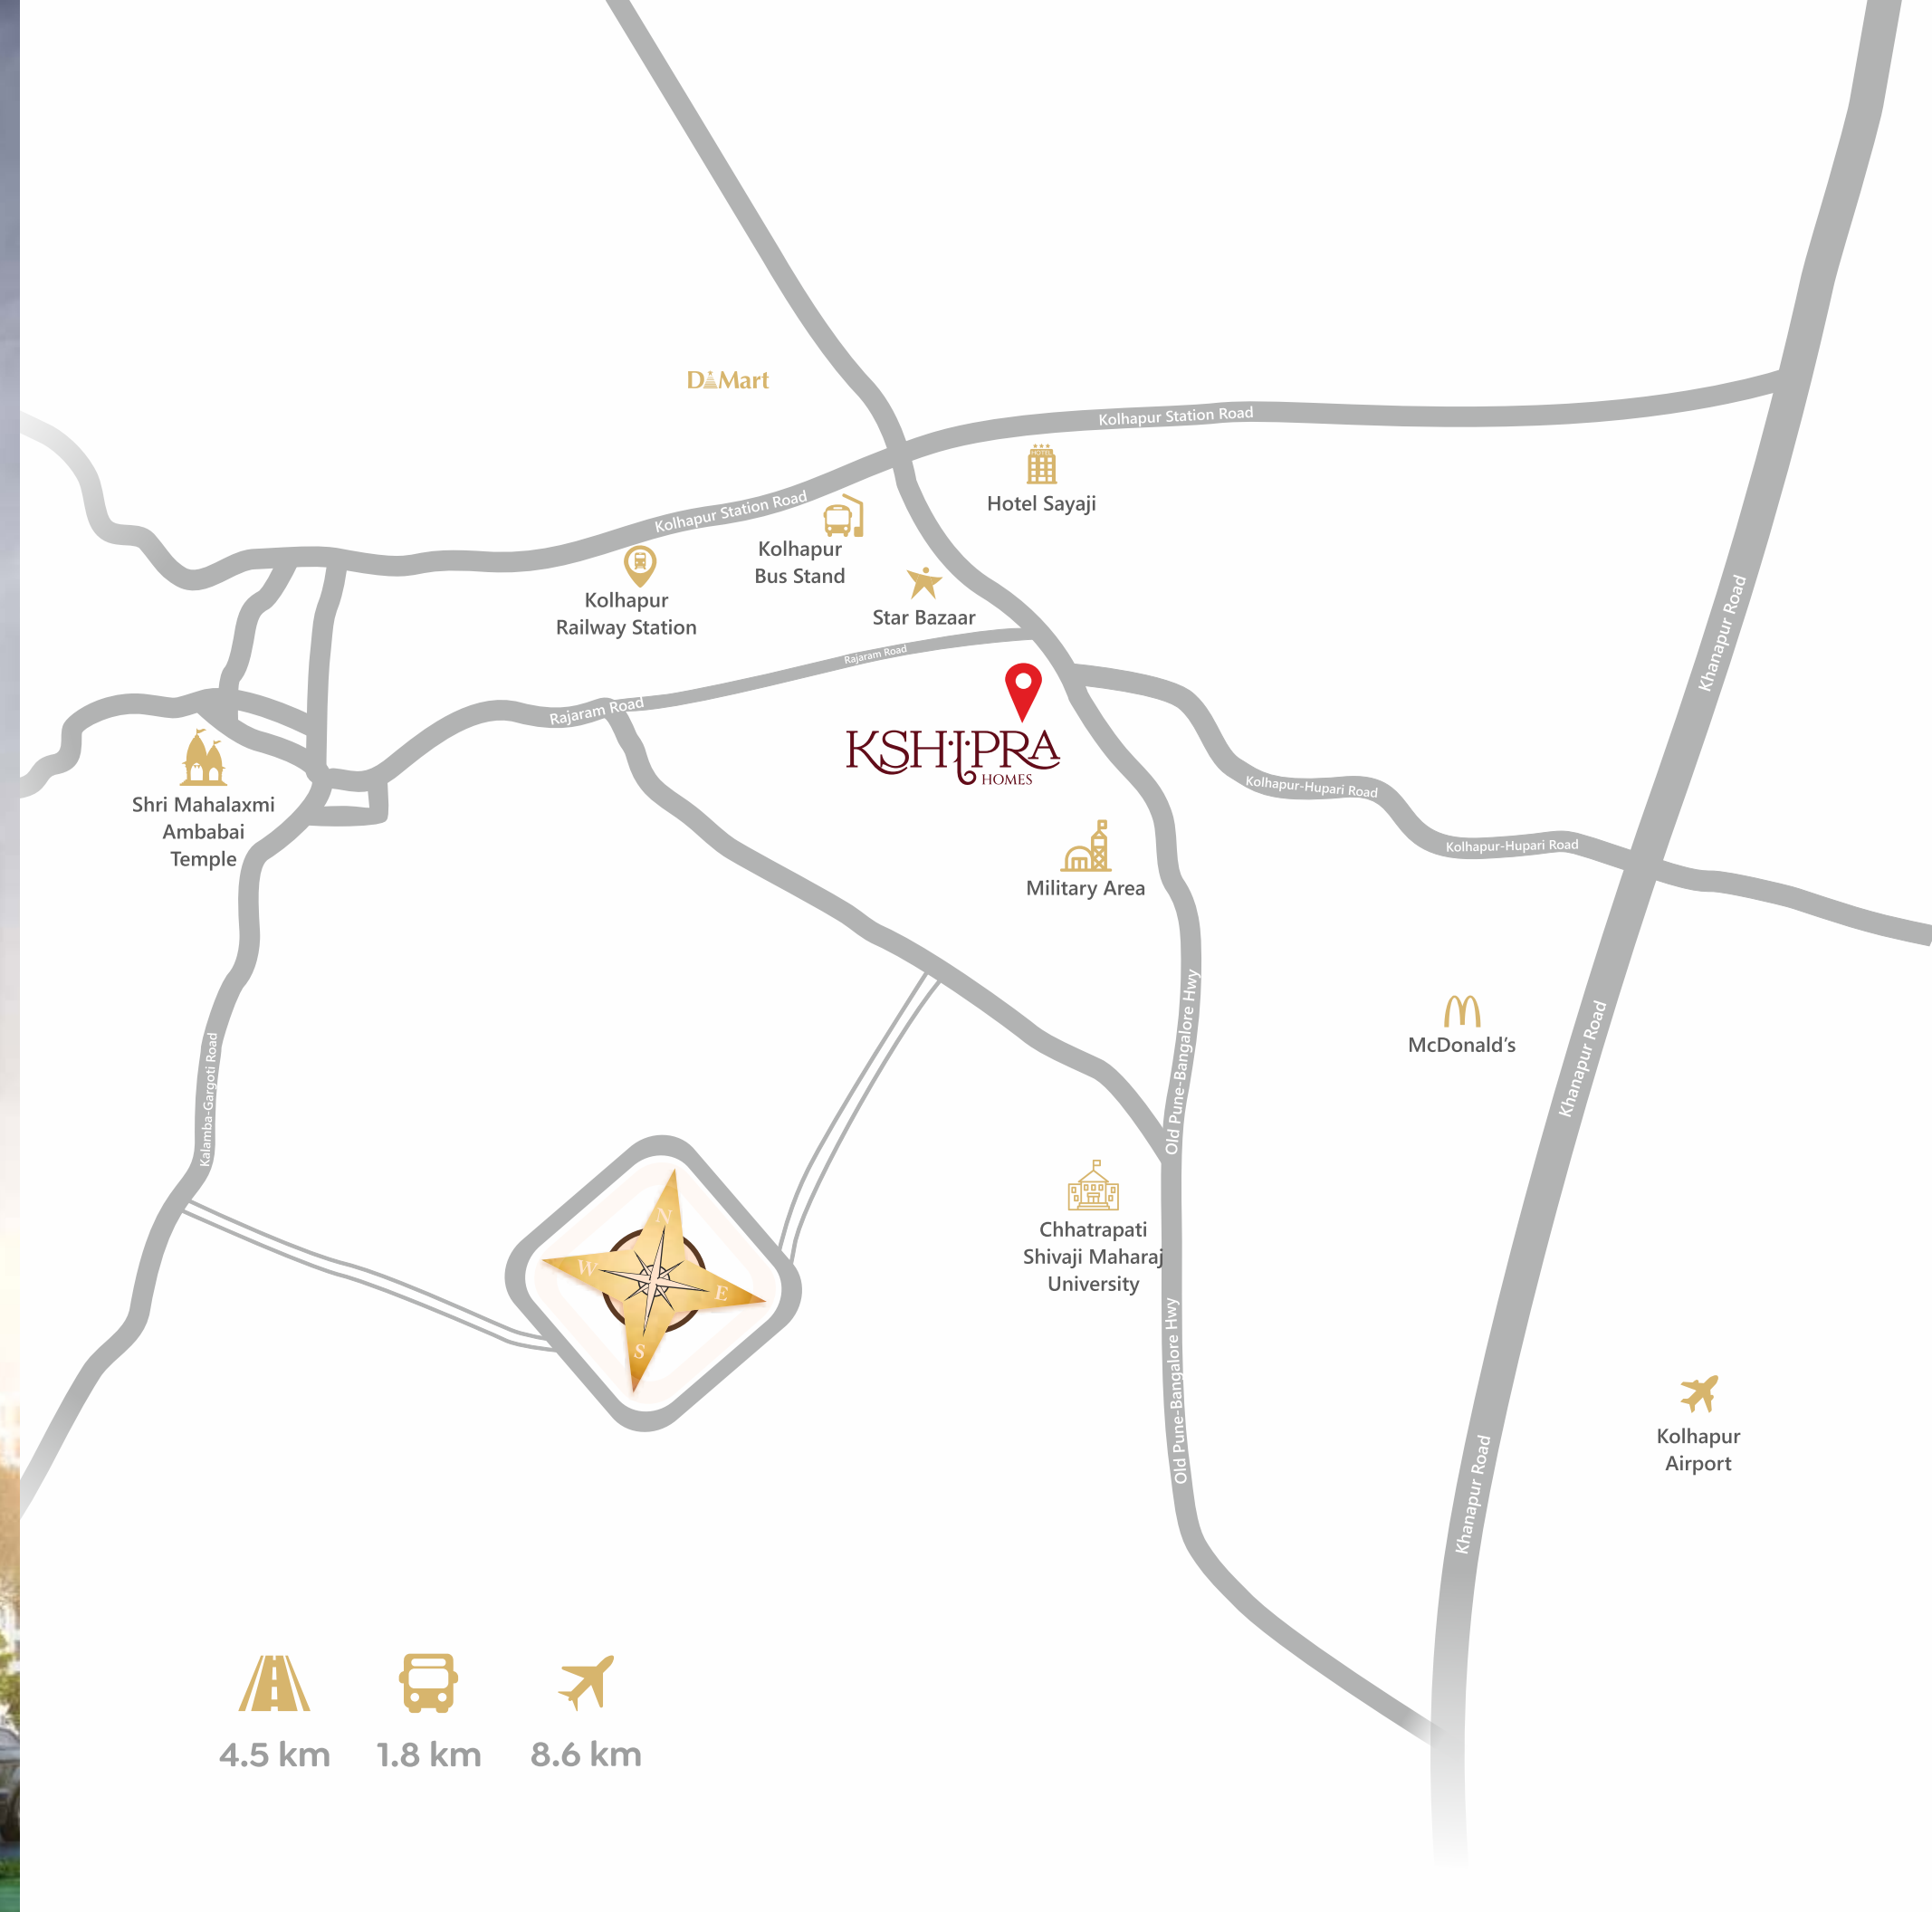 D Mart
Kolhapur Station Road
HOTEL
Hotel Sayaji
Kolhapur Station Road
Kolhapur
Bus Stand
Kolhapur
Railway Station
Star Bazaar
Khanapur Road
Rajaram Road
Rajaram Road
KSHIPRA
HOMES
Shri Mahalaxmi
Ambabai
Temple
Kolhapur-Hupari Road
Kolhapur-Hupari Road
Military Area
McDonald's
Khanapur Road
Old Pune-Bangalore Hwy
Kalamba-Gargoti Road
Chhatrapati
Shivaji Maharaj
University
N
W
E
S
Old Pune-Bangalore Hwy
Kolhapur
Airport
Khanapur Road
4.5 km
1.8 km
8.6 km